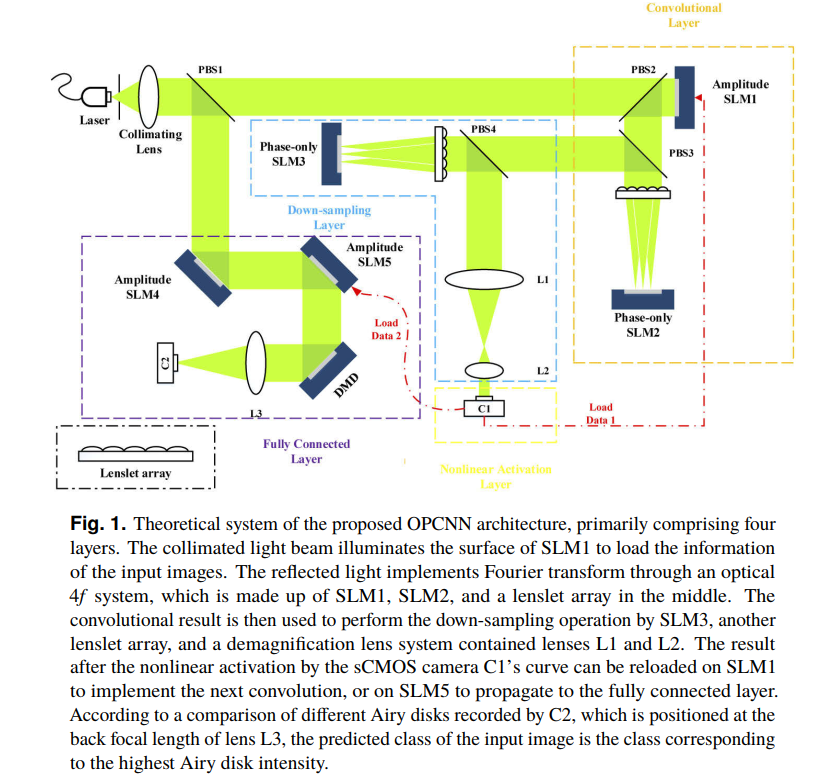 Convolutional
Layer
PBS1
PBS2
Amplitude
SLM1
Laser
Collimating
Lens
PBS4
Phase-only
SLM3
PBS3
Down-sampling
Layer
Amplitude
SLM5
Amplitude
SLM4
L1
Phase-only
SLM2
Load
Data 2
C2
DMD
L2
C1
Load
Data 1
L3
Fully Connected
Layer
Lenslet array
Nonlinear Activation
Layer
Fig. 1. Theoretical system of the proposed OPCNN architecture, primarily comprising four
layers. The collimated light beam illuminates the surface of SLM1 to load the information
of the input images. The reflected light implements Fourier transform through an optical
4f system, which is made up of SLM1, SLM2, and a lenslet array in the middle. The
convolutional result is then used to perform the down-sampling operation by SLM3, another
lenslet array, and a demagnification lens system contained lenses L1 and L2. The result
after the nonlinear activation by the sCMOS camera C1's curve can be reloaded on SLM1
to implement the next convolution, or on SLM5 to propagate to the fully connected layer.
According to a comparison of different Airy disks recorded by C2, which is positioned at the
back focal length of lens L3, the predicted class of the input image is the class corresponding
to the highest Airy disk intensity.